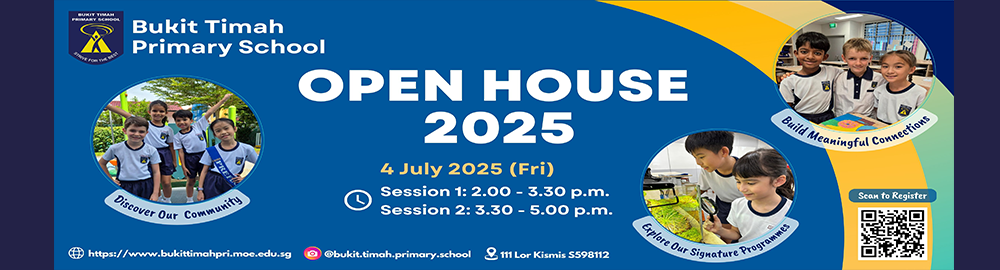 BUKIT TIMAH
PRIMARY SCHOOL
STRIVE FOR THE BEST
Bukit Timah
Primary School
OPEN HOUSE
2025
4 July 2025 (Fri)
Session 1: 2.00 - 3.30 p.m.
Session 2: 3.30 - 5.00 p.m.
Discover Our Community
Build Meaningful Connections
Explore Our Signature Programmes
Scan to Register
https://www.bukittimahpri.moe.edu.sg
@bukit.timah.primary.school
111 Lor Kismis S598112